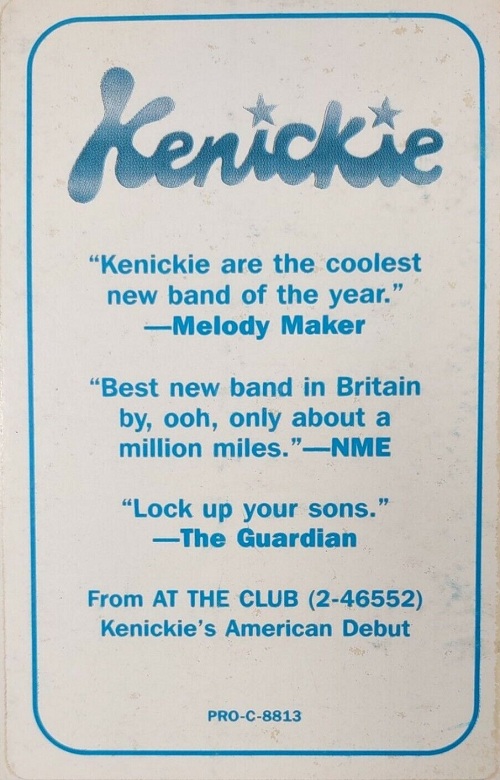 Kenickie
“Kenickie are the coolest
new band of the year.”
—Melody Maker
“Best new band in Britain
by, ooh, only about a
million miles.”—NME
“Lock up your sons.”
—The Guardian
From AT THE CLUB (2-46552)
Kenickie’s American Debut
PRO-C-8813